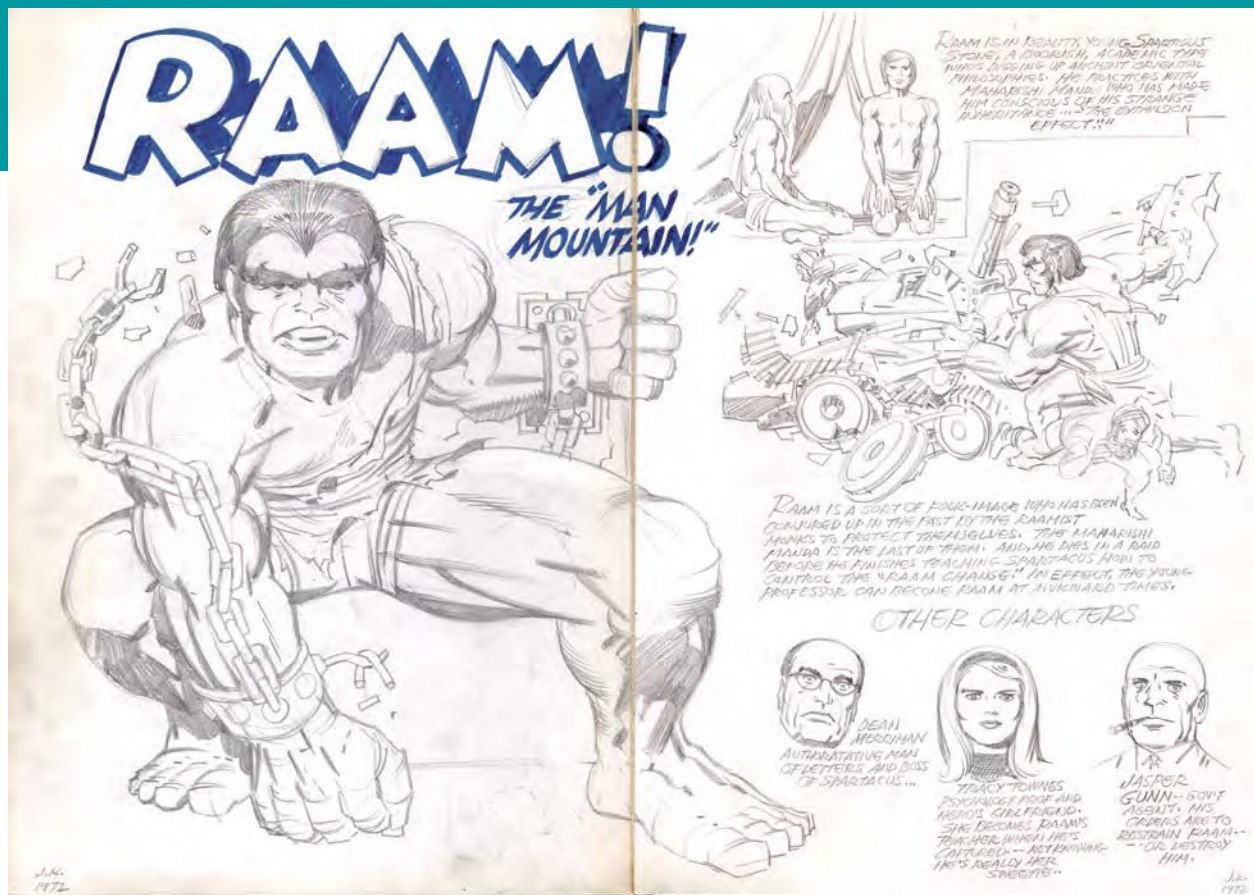 RAAM!
THE "MAN
MOUNTAIN!"
RAAM IS IN REALITY, YOUNG SPARTICUS
STONE, A BOOKISH, ACADEMIC TYPE
WHO'S DIGGING UP ANCIENT ORIENTAL
PHILOSOPHIES. HE PRACTICES WITH
MAHARISHI MANDA WHO HAS MADE
HIM CONSCIOUS OF HIS STRANGE
INHERITANCE...-- THE EXPANSION
EFFECT!"
RAAM IS A SORT OF FOLK-IMAGE WHO HAS BEEN
CONJURED UP IN THE PAST BY THE RAAMIST
MONKS TO PROTECT THEMSELVES. THE MAHARISHI
MANDA IS THE LAST OF THEM. AND, HE DIES IN A RAID
BEFORE HE FINISHES TEACHING SPARTACUS HOW TO
CONTROL THE "RAAM CHANGE." IN EFFECT, THE YOUNG
PROFESSOR CAN BECOME RAAM AT AWKWARD TIMES.
OTHER CHARACTERS
DEAN
MERRIMAN
AUTHORATATIVE MAN
OF LETTERS AND BOSS
OF SPARTACUS...
TRACY TOWNES
PSYCHOLOGY PROF AND
HERO'S GIRLFRIEND.
SHE BECOMES RAAM'S
TEACHER WHEN HE'S
CAPTURED -- NOT KNOWING
HE'S REALLY HER
SWEETIE..
JASPER
GUNN-- GOV'T
AGENT. HIS
ORDERS ARE TO
RESTRAIN RAAM--
-- OR DESTROY
HIM.
J.K.
1972
J.K.
1972